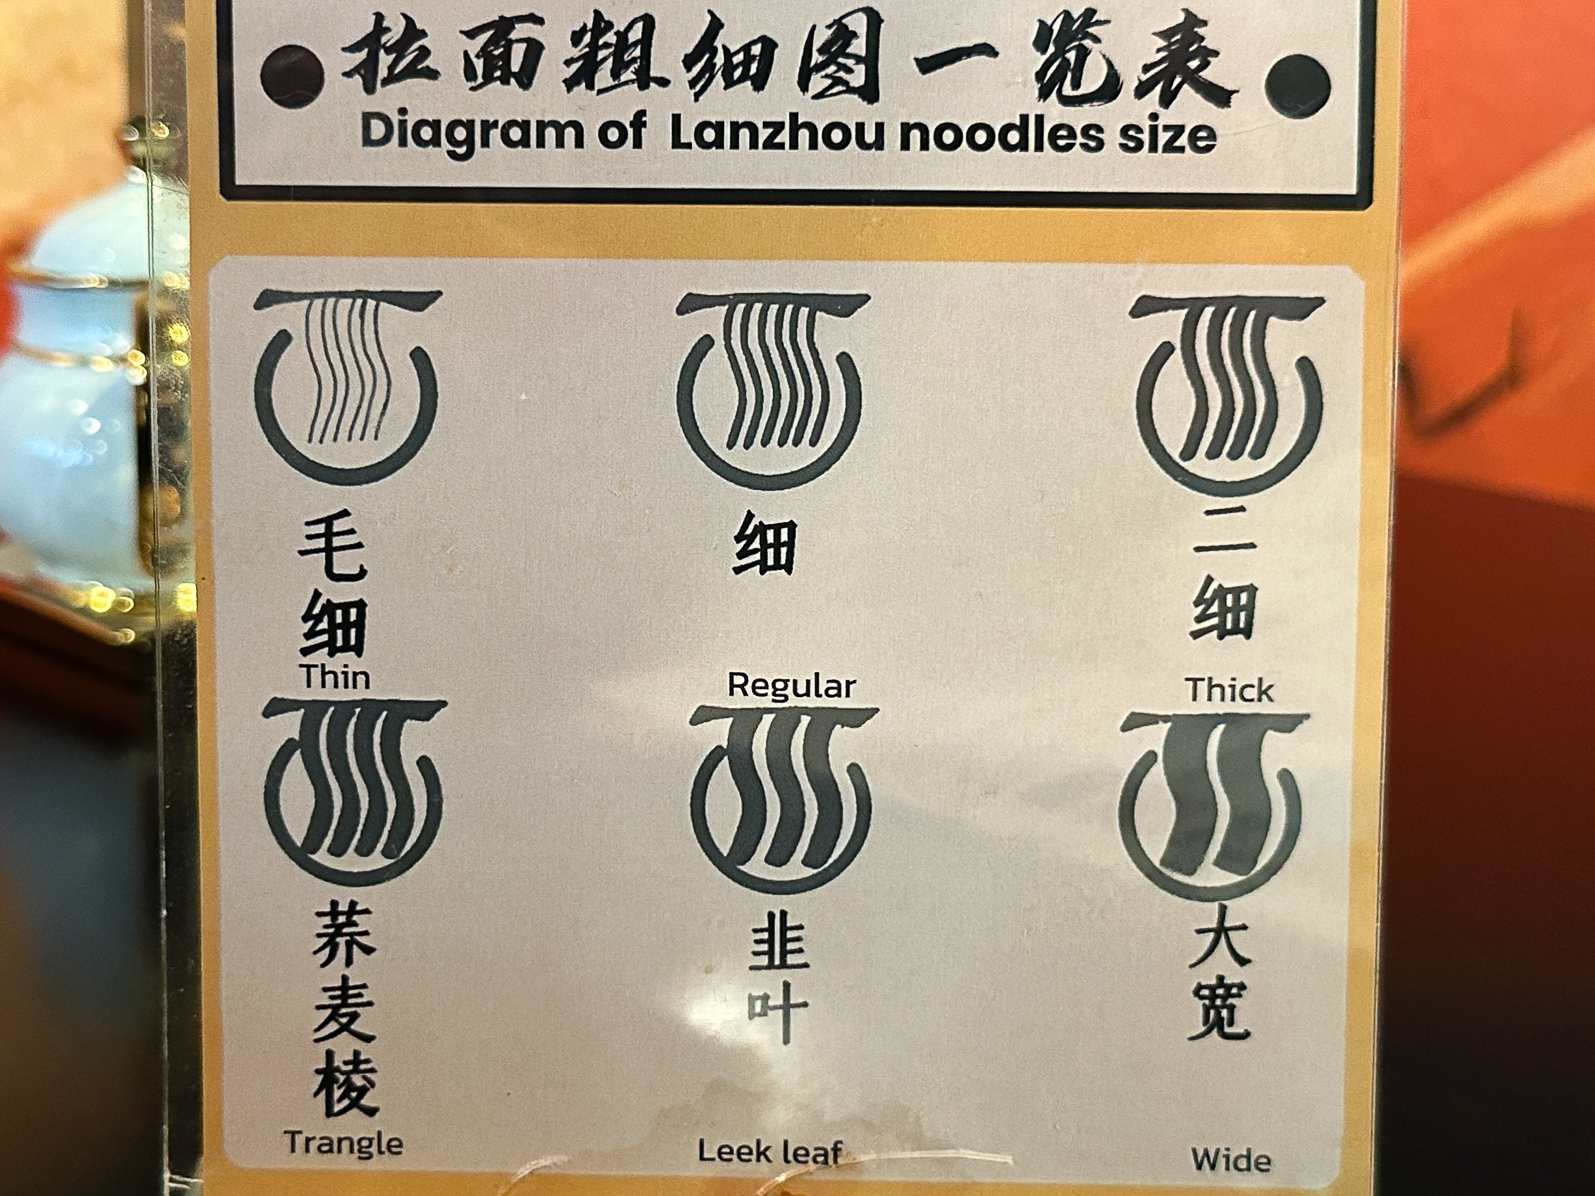 拉面粗细图一览表
Diagram of Lanzhou noodles size
毛细
Thin
细
Regular
二细
Thick
荞麦棱
Trangle
韭叶
Leek leaf
大宽
Wide